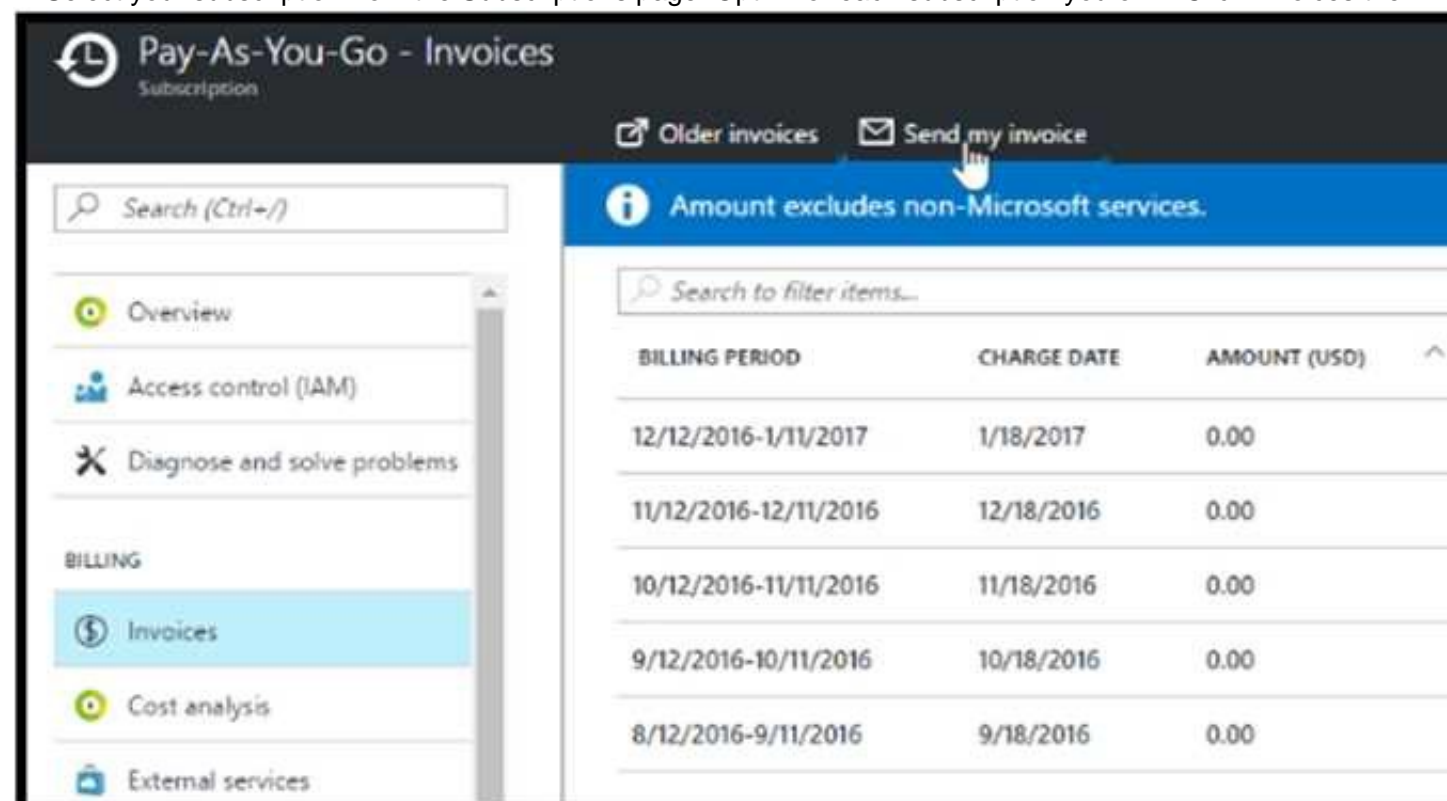 Pay-As-You-Go - Invoices
Subscription
Older invoices Send my invoice
Search (Ctrl+/)
Amount excludes non-Microsoft services.
Search to filter items...
Overview
Access control (IAM)
Diagnose and solve problems
BILLING
Invoices
Cost analysis
External services
BILLING PERIOD CHARGE DATE AMOUNT (USD)
12/12/2016-1/11/2017 1/18/2017 0.00
11/12/2016-12/11/2016 12/18/2016 0.00
10/12/2016-11/11/2016 11/18/2016 0.00
9/12/2016-10/11/2016 10/18/2016 0.00
8/12/2016-9/11/2016 9/18/2016 0.00